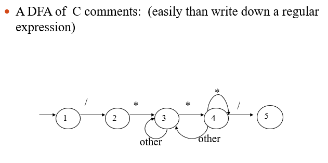 • A DFA of C comments: (easily than write down a regular
expression)
*
/ * * /
1 2 3 4 5
other other